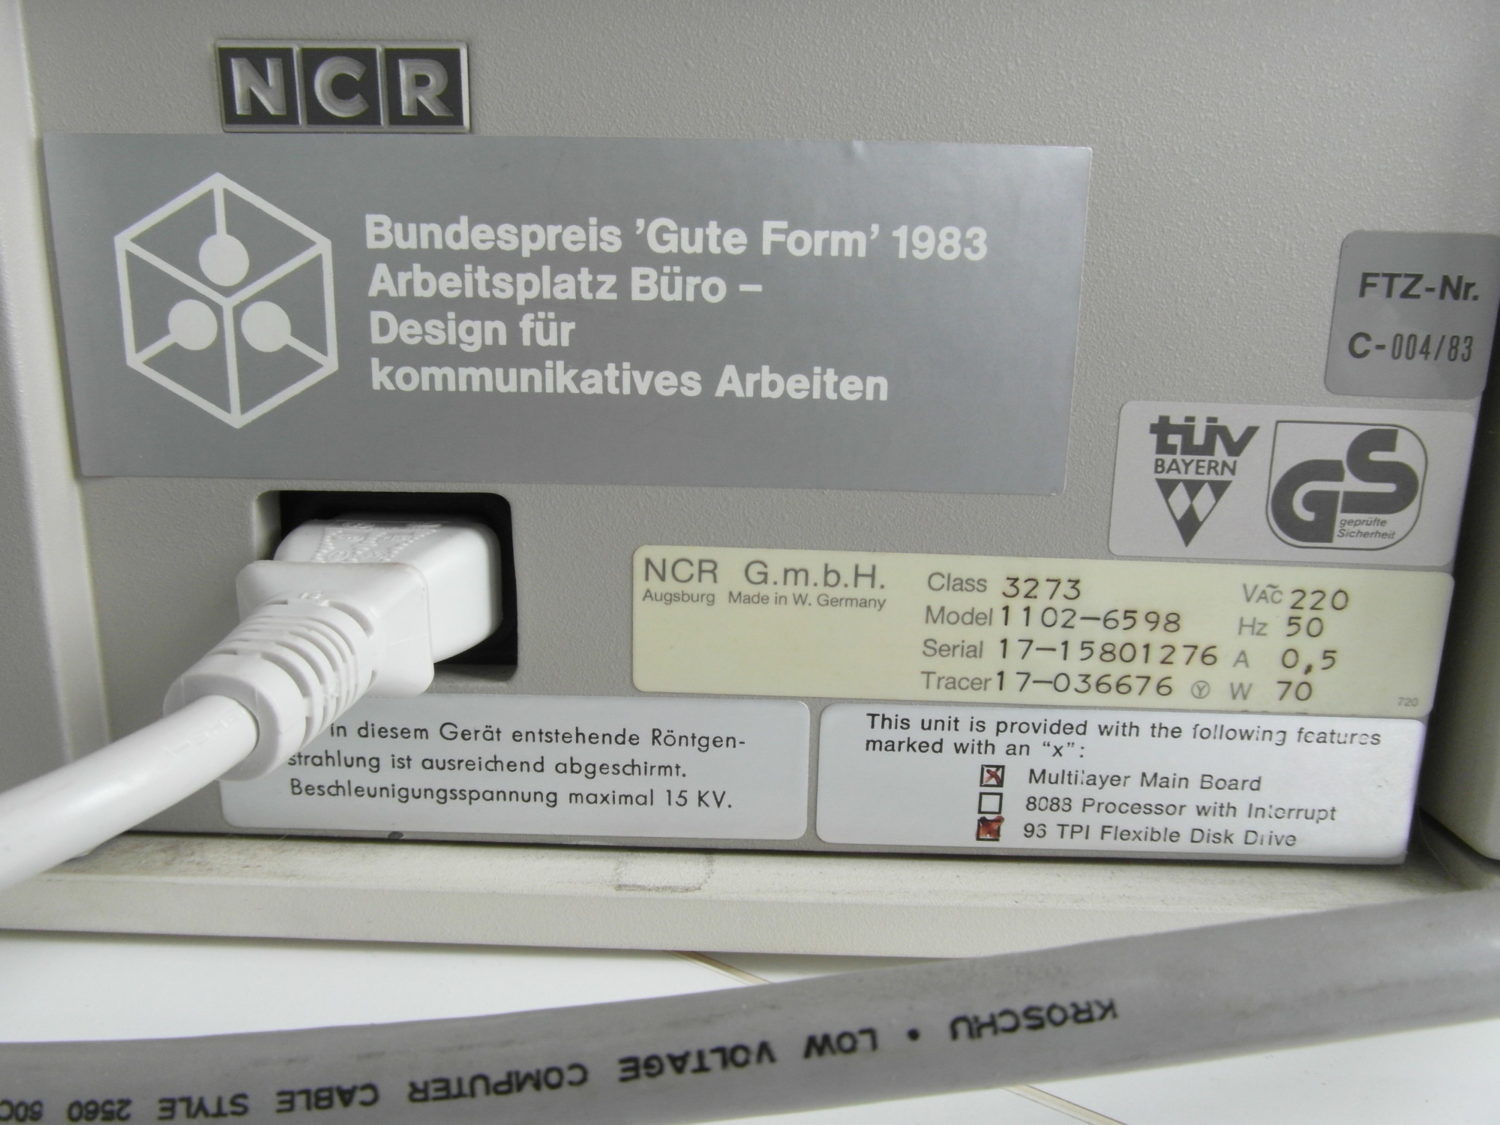 NCR
Bundespreis 'Gute Form' 1983
Arbeitsplatz Büro –
Design für
kommunikatives Arbeiten
FTZ-Nr.
C-004/83
tüv
BAYERN
GS
geprüfte
Sicherheit
NCR G.m.b.H.
Augsburg Made in W. Germany
Class 3273 VAC 220
Model 1102-6598 Hz 50
Serial 17-15801276 A 0,5
Tracer 17-036676 Y W 70
720
in diesem Gerät entstehende Röntgen-
strahlung ist ausreichend abgeschirmt.
Beschleunigungsspannung maximal 15 KV.
This unit is provided with the following features
marked with an “x”:
Multilayer Main Board
8088 Processor with Interrupt
96 TPI Flexible Disk Drive
KROSCHU • LOW VOLTAGE COMPUTER CABLE STYLE 2560